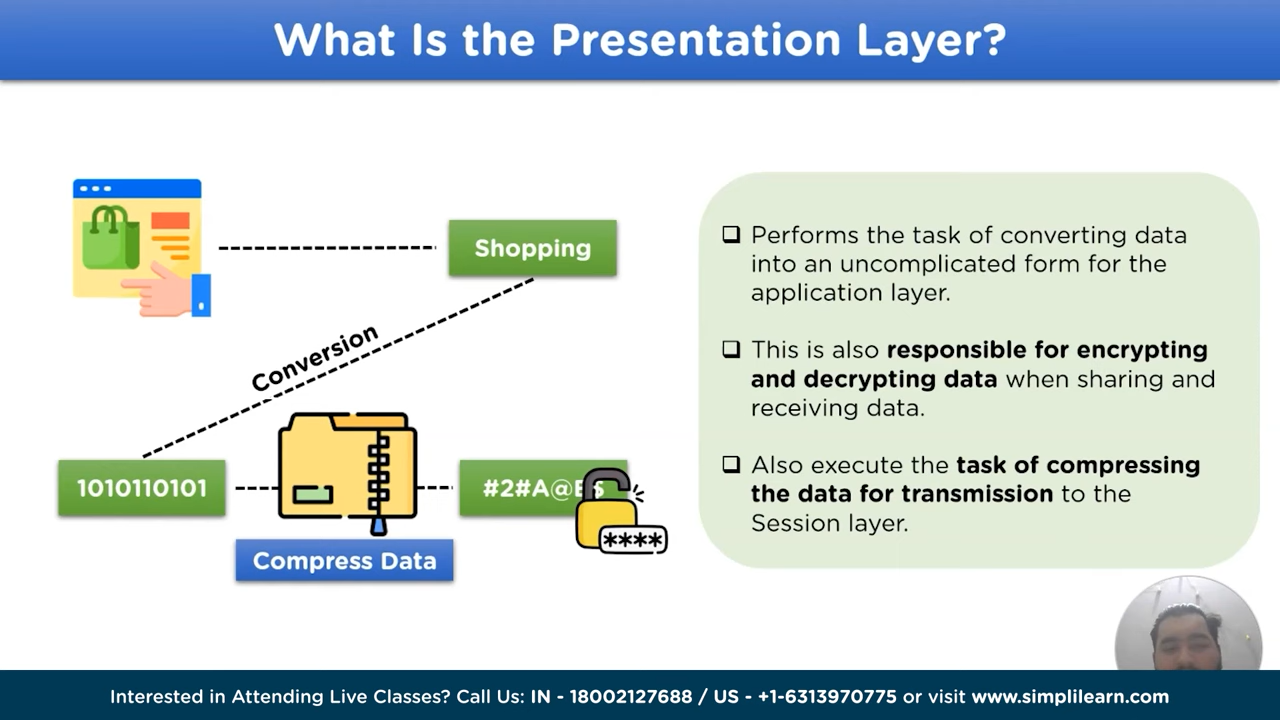 What Is the Presentation Layer?
Shopping
Conversion
1010110101
Compress Data
****
Performs the task of converting data
into an uncomplicated form for the
application layer.
This is also responsible for encrypting
and decrypting data when sharing and
receiving data.
Also execute the task of compressing
the data for transmission to the
Session layer.
Interested in Attending Live Classes? Call Us: IN - 18002127688 / US - +1-6313970775 or visit www.simplilearn.com